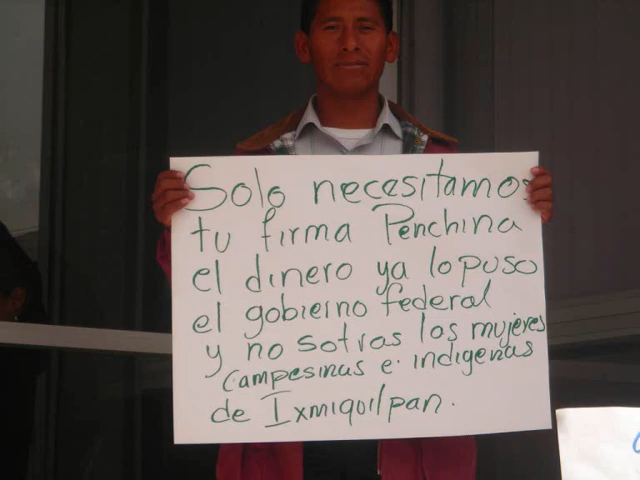 Solo necesitamos
tu firma Penchina
el dinero ya lo puso
el gobierno federal
y nosotras los mujeres
campesinas e indigenas
de Ixmiquilpan.